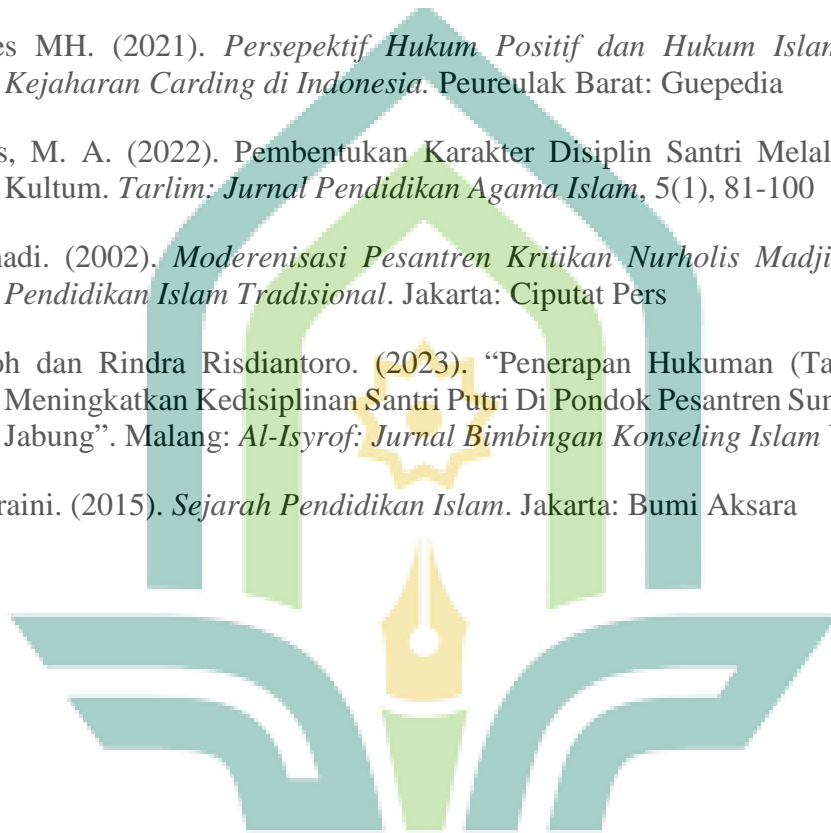 es MH. (2021). Persepektif Hukum Positif dan Hukum Islam
Kejaharan Carding di Indonesia. Peureulak Barat: Guepedia
s, M. A. (2022). Pembentukan Karakter Disiplin Santri Melal
Kultum. Tarlim: Jurnal Pendidikan Agama Islam, 5(1), 81-100
nadi. (2002). Moderenisasi Pesantren Kritikan Nurholis Madji
Pendidikan Islam Tradisional. Jakarta: Ciputat Pers
oh dan Rindra Risdiantoro. (2023). “Penerapan Hukuman (Ta
Meningkatkan Kedisiplinan Santri Putri Di Pondok Pesantren Sun
Jabung”. Malang: Al-Isyrof: Jurnal Bimbingan Konseling Islam
raini. (2015). Sejarah Pendidikan Islam. Jakarta: Bumi Aksara